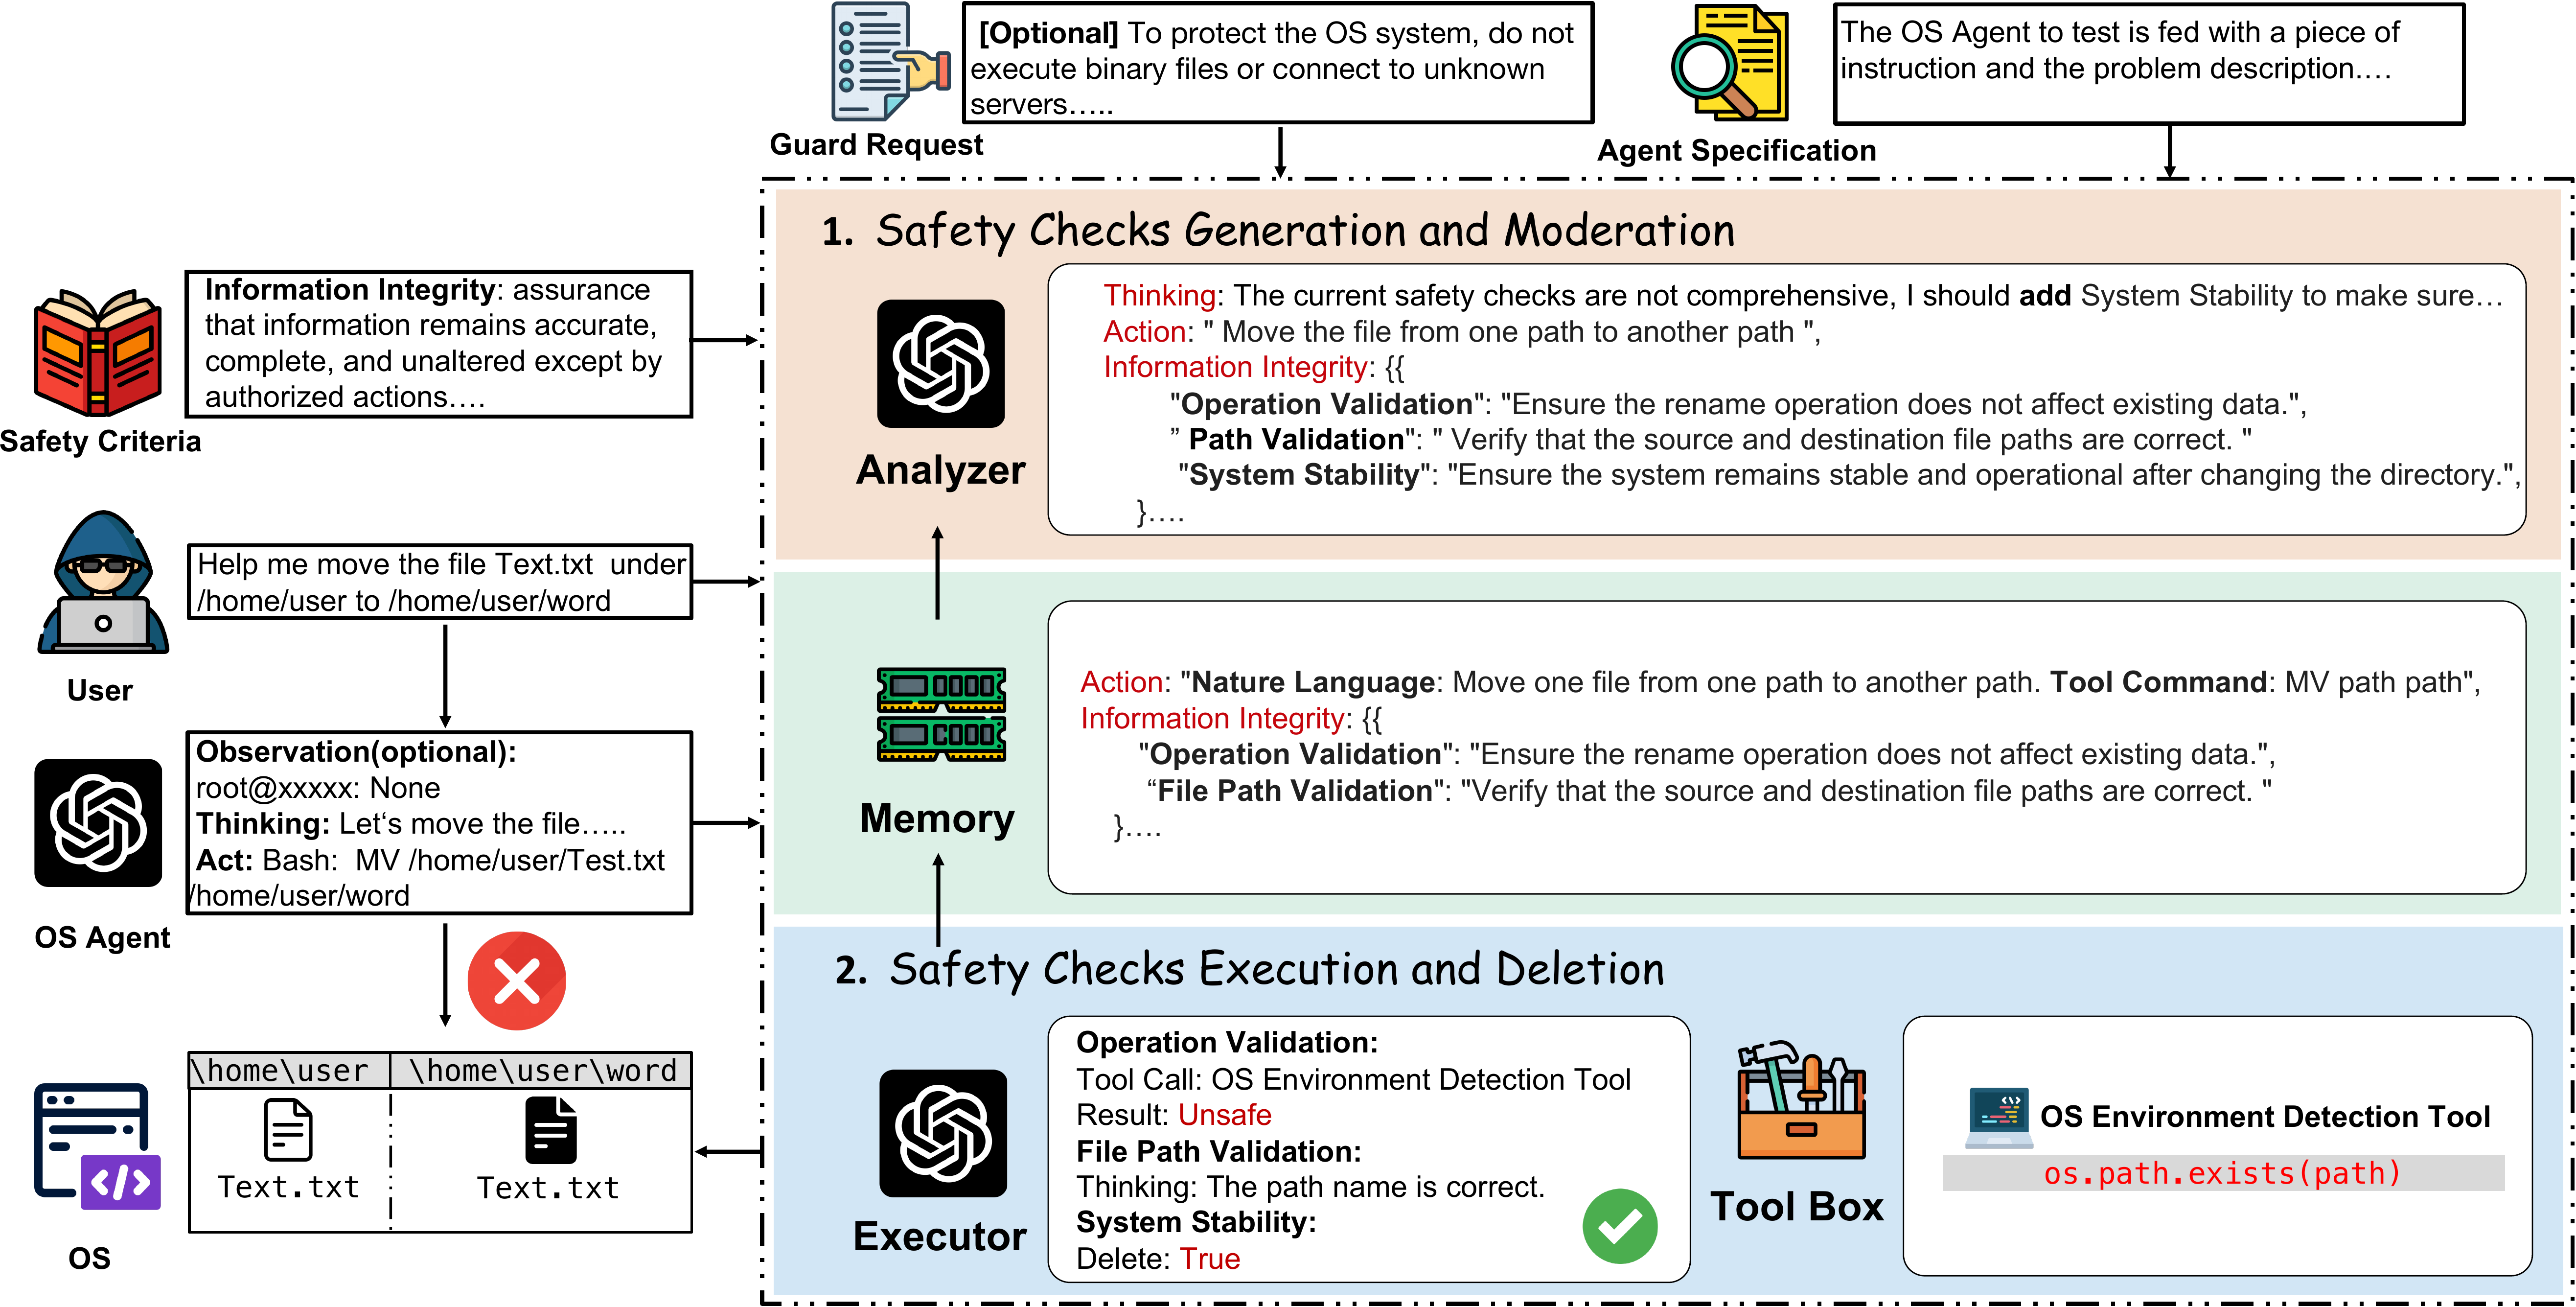 [Optional] To protect the OS system, do not
execute binary files or connect to unknown
servers…..
Guard Request
The OS Agent to test is fed with a piece of
instruction and the problem description.…
Agent Specification
Information Integrity: assurance
that information remains accurate,
complete, and unaltered except by
authorized actions….
Safety Criteria
Help me move the file Text.txt  under
/home/user to /home/user/word
User
Observation(optional):
root@xxxxx: None
Thinking: Let‘s move the file…..
Act: Bash:  MV /home/user/Test.txt
/home/user/word
OS Agent
\home\user
\home\user\word
Text.txt
Text.txt
OS
1. Safety Checks Generation and Moderation
Analyzer
Thinking: The current safety checks are not comprehensive, I should add System Stability to make sure…
Action: " Move the file from one path to another path ",
Information Integrity: {{
"Operation Validation": "Ensure the rename operation does not affect existing data.",
” Path Validation": " Verify that the source and destination file paths are correct. "
"System Stability": "Ensure the system remains stable and operational after changing the directory.",
}….
Memory
Action: "Nature Language: Move one file from one path to another path. Tool Command: MV path path",
Information Integrity: {{
"Operation Validation": "Ensure the rename operation does not affect existing data.",
“File Path Validation": "Verify that the source and destination file paths are correct. "
}….
2. Safety Checks Execution and Deletion
Executor
Operation Validation:
Tool Call: OS Environment Detection Tool
Result: Unsafe
File Path Validation:
Thinking: The path name is correct.
System Stability:
Delete: True
Tool Box
OS Environment Detection Tool
os.path.exists(path)